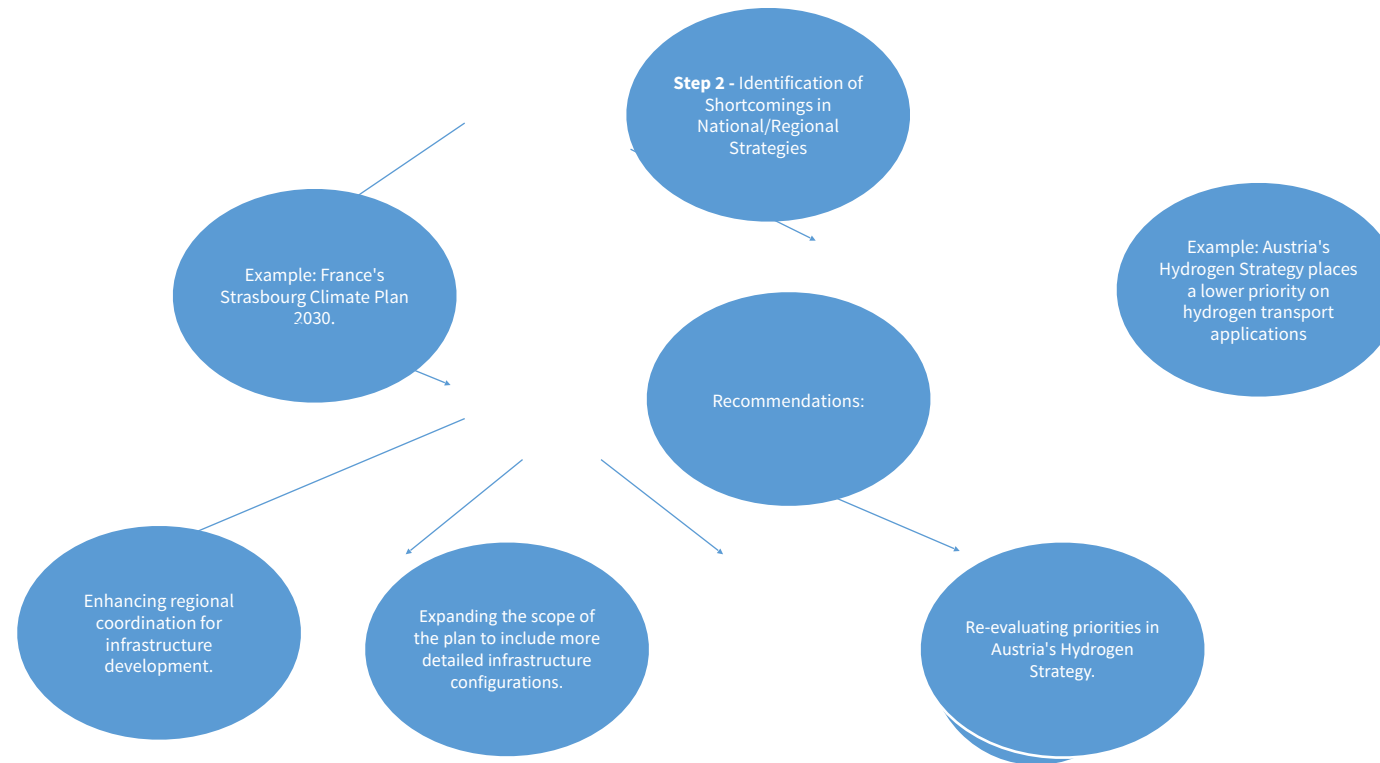 Step 2 - Identification of
Shortcomings in
National/Regional
Strategies
Example: France's
Strasbourg Climate Plan
2030.
Example: Austria's
Hydrogen Strategy places
a lower priority on
hydrogen transport
applications
Recommendations:
Enhancing regional
coordination for
infrastructure
development.
Expanding the scope of
the plan to include more
detailed infrastructure
configurations.
Re-evaluating priorities in
Austria's Hydrogen
Strategy.